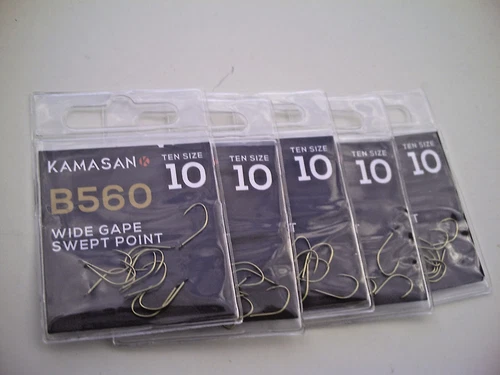 KAMASAN K
TEN SIZE
10
B560
WIDE GAPE
SWEPT POINT
TEN SIZE
10
TEN SIZE
10
TEN SIZE
10
TEN SIZE
10